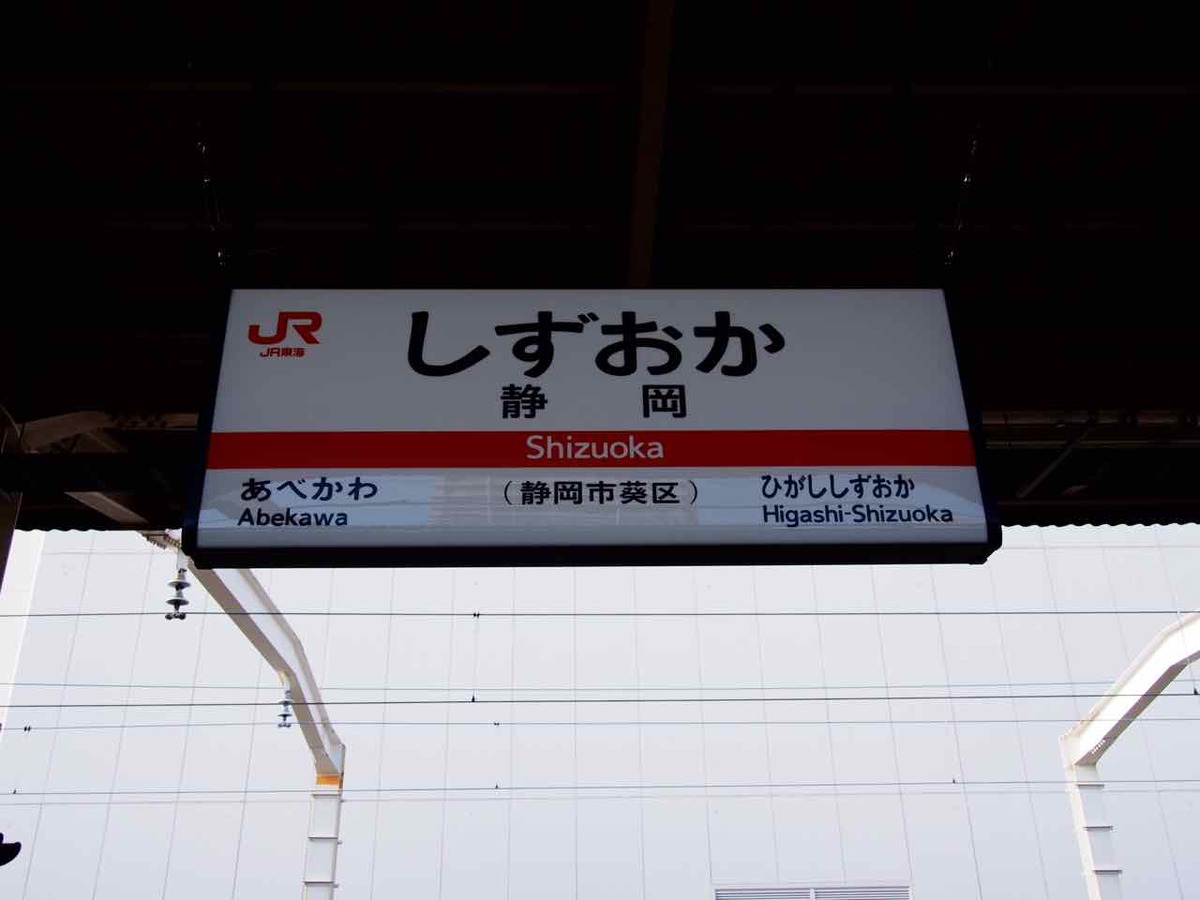 JR
JR東海
しずおか
静岡
Shizuoka
あべかわ
Abekawa
（静岡市葵区）
ひがししずおか
Higashi-Shizuoka